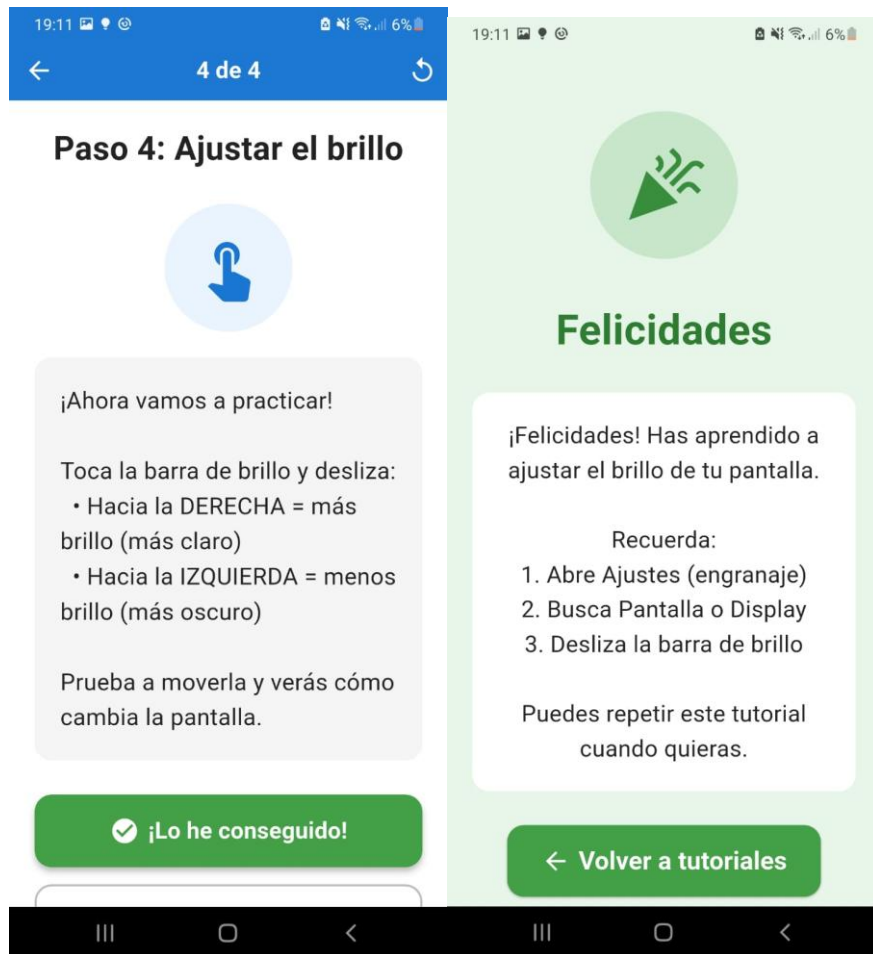 19:11
6%
4 de 4
Paso 4: Ajustar el brillo
¡Ahora vamos a practicar!
Toca la barra de brillo y desliza:
• Hacia la DERECHA = más
brillo (más claro)
• Hacia la IZQUIERDA = menos
brillo (más oscuro)
Prueba a moverla y verás cómo
cambia la pantalla.
¡Lo he conseguido!
19:11
6%
Felicidades
¡Felicidades! Has aprendido a
ajustar el brillo de tu pantalla.
Recuerda:
1. Abre Ajustes (engranaje)
2. Busca Pantalla o Display
3. Desliza la barra de brillo
Puedes repetir este tutorial
cuando quieras.
Volver a tutoriales